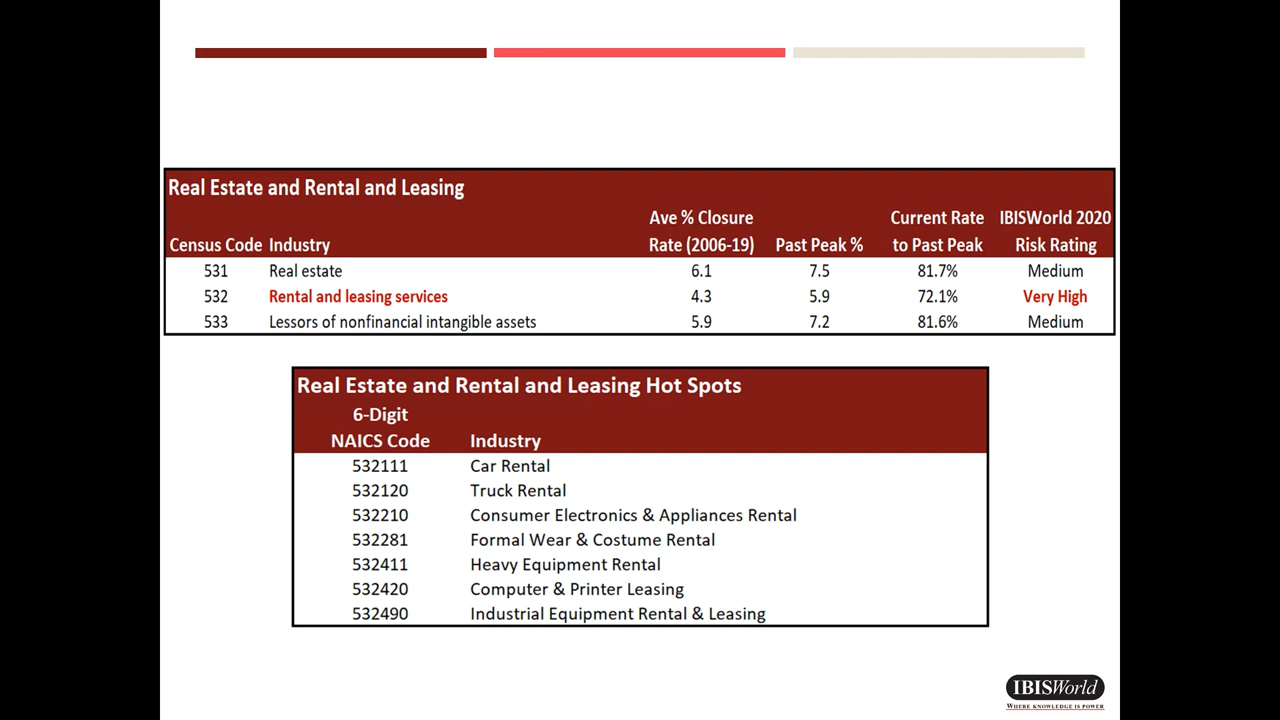 Real Estate and Rental and Leasing
Ave % Closure Current Rate IBISWorld 2020
Census Code Industry Rate (2006-19) Past Peak % to Past Peak Risk Rating
531 Real estate 6.1 7.5 81.7% Medium
532 Rental and leasing services 4.3 5.9 72.1% Very High
533 Lessors of nonfinancial intangible assets 5.9 7.2 81.6% Medium
Real Estate and Rental and Leasing Hot Spots
6-Digit
NAICS Code Industry
532111 Car Rental
532120 Truck Rental
532210 Consumer Electronics & Appliances Rental
532281 Formal Wear & Costume Rental
532411 Heavy Equipment Rental
532420 Computer & Printer Leasing
532490 Industrial Equipment Rental & Leasing
IBISWorld
WHERE KNOWLEDGE IS POWER